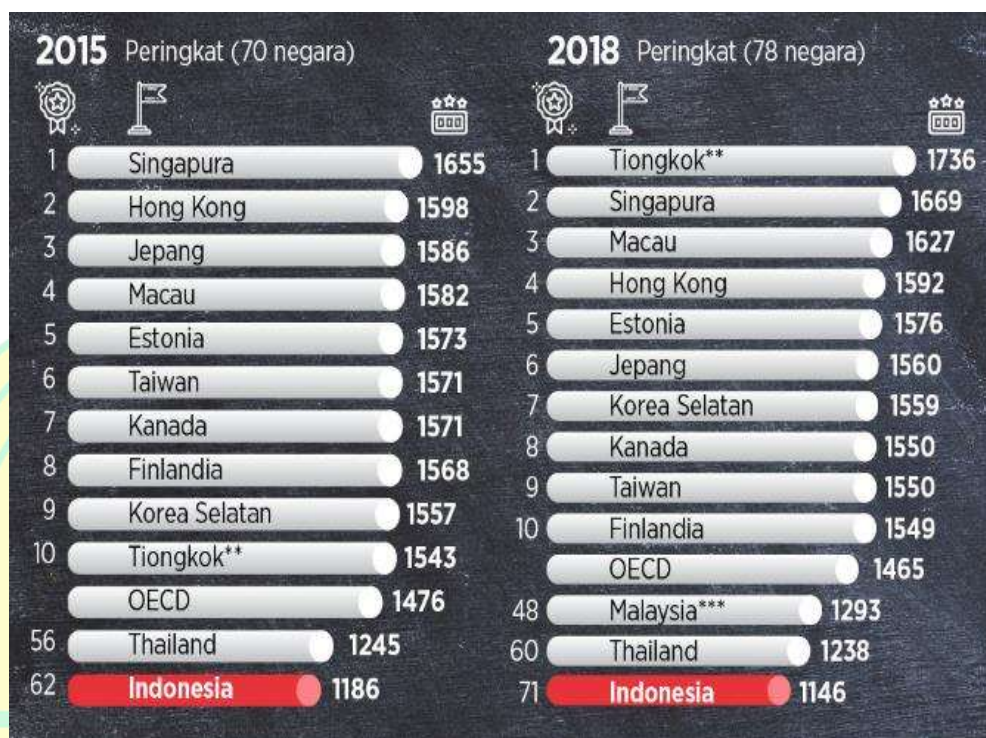 2015 Peringkat (70 negara)
1 Singapura 1655
2 Hong Kong 1598
3 Jepang 1586
4 Macau 1582
5 Estonia 1573
6 Taiwan 1571
7 Kanada 1571
8 Finlandia 1568
9 Korea Selatan 1557
10 Tiongkok** 1543
OECD 1476
56 Thailand 1245
62 Indonesia 1186
2018 Peringkat (78 negara)
1 Tiongkok** 1736
2 Singapura 1669
3 Macau 1627
4 Hong Kong 1592
5 Estonia 1576
6 Jepang 1560
7 Korea Selatan 1559
8 Kanada 1550
9 Taiwan 1550
10 Finlandia 1549
OECD 1465
48 Malaysia*** 1293
60 Thailand 1238
71 Indonesia 1146